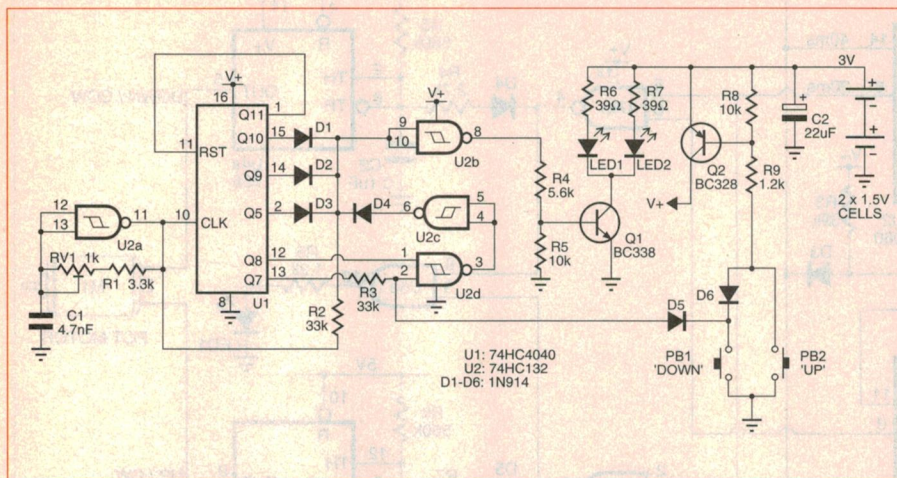 V+
16
1
Q11
11
RST
Q10
15
D1
Q9
14
D2
Q5
2
D3
10
CLK
Q8
12
Q7
13
8
U1
12
13
11
U2a
RV1 1k
R1 3.3k
C1
4.7nF
R2
33k
R3
33k
D4
V+
9
10
8
U2b
6
5
4
U2c
1
2
3
U2d
R4
5.6k
R5
10k
R6
39Ω
R7
39Ω
LED1
LED2
Q1
BC338
Q2
BC328
V+
R8
10k
R9
1.2k
C2
22uF
3V
2 x 1.5V
CELLS
D5
D6
PB1
'DOWN'
PB2
'UP'
U1: 74HC4040
U2: 74HC132
D1-D6: 1N914